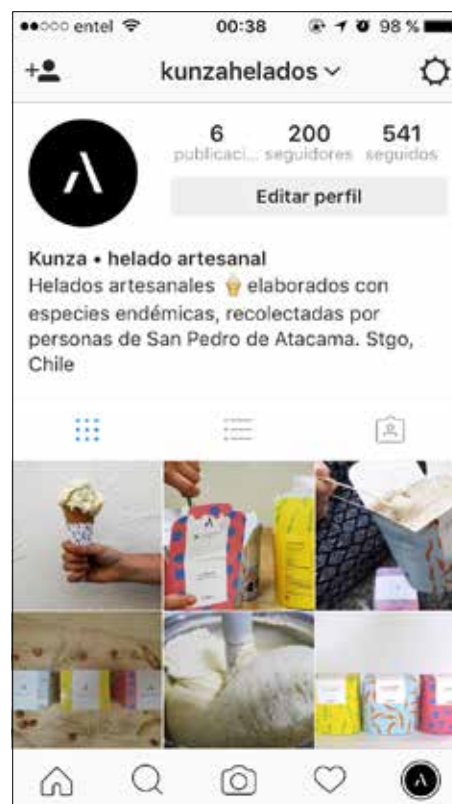 entel 00:38 98 %
kunzahelados
6 200 541
publicaci... seguidores seguidos
Editar perfil
Kunza • helado artesanal
Helados artesanales 🍦 elaborados con
especies endémicas, recolectadas por
personas de San Pedro de Atacama. Stgo,
Chile